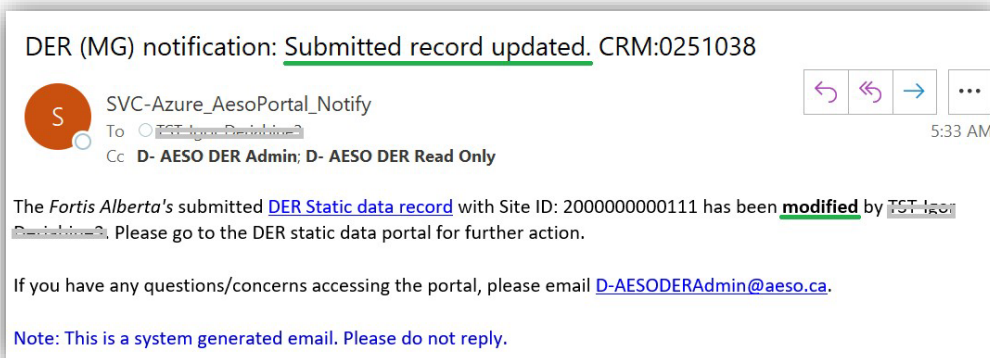 DER (MG) notification: Submitted record updated. CRM:0251038
S
SVC-Azure_AesoPortal_Notify
To
5:33 AM
Cc D- AESO DER Admin; D- AESO DER Read Only
The Fortis Alberta's submitted DER Static data record with Site ID: 2000000000111 has been modified by
Please go to the DER static data portal for further action.
If you have any questions/concerns accessing the portal, please email D-AESODERAdmin@aeso.ca.
Note: This is a system generated email. Please do not reply.